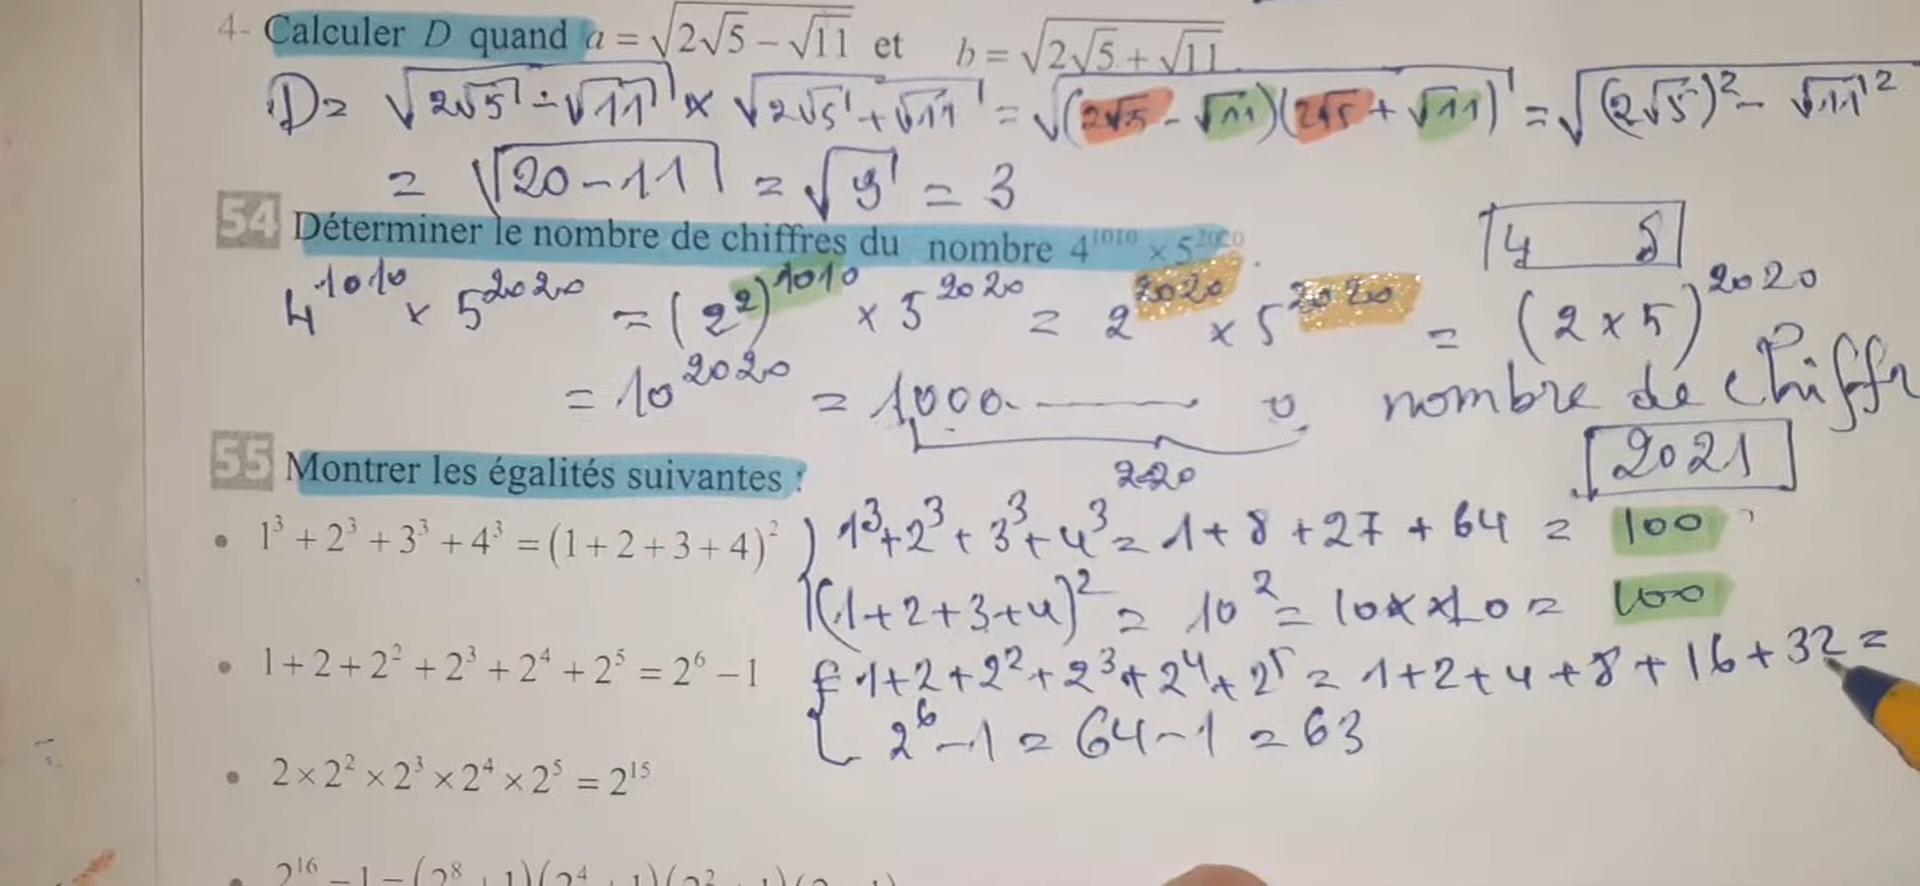 4- Calculer D quand a = √(2√5 − √11) et b = √(2√5 + √11)
D = √(2√5 − √11) × √(2√5 + √11) = √((2√5 − √11)(2√5 + √11)) = √((2√5)² − √11²)
= √(20 − 11) = √9 = 3
54 Déterminer le nombre de chiffres du nombre 4¹⁰¹⁰ × 5²⁰²⁰.
4¹⁰¹⁰ × 5²⁰²⁰ = (2²)¹⁰¹⁰ × 5²⁰²⁰ = 2²⁰²⁰ × 5²⁰²⁰ = (2 × 5)²⁰²⁰
= 10²⁰²⁰ = 1000. ——— 0 nombre de chiffr
2021
55 Montrer les égalités suivantes :
• 1³ + 2³ + 3³ + 4³ = (1 + 2 + 3 + 4)² 1³ + 2³ + 3³ + 4³ = 1 + 8 + 27 + 64 = 100
(1 + 2 + 3 + 4)² = 10² = 10 × × 10 = 100
• 1 + 2 + 2² + 2³ + 2⁴ + 2⁵ = 2⁶ − 1 1 + 2 + 2² + 2³ + 2⁴ + 2⁵ = 1 + 2 + 4 + 8 + 16 + 32 =
2⁶ − 1 = 64 − 1 = 63
• 2 × 2² × 2³ × 2⁴ × 2⁵ = 2¹⁵